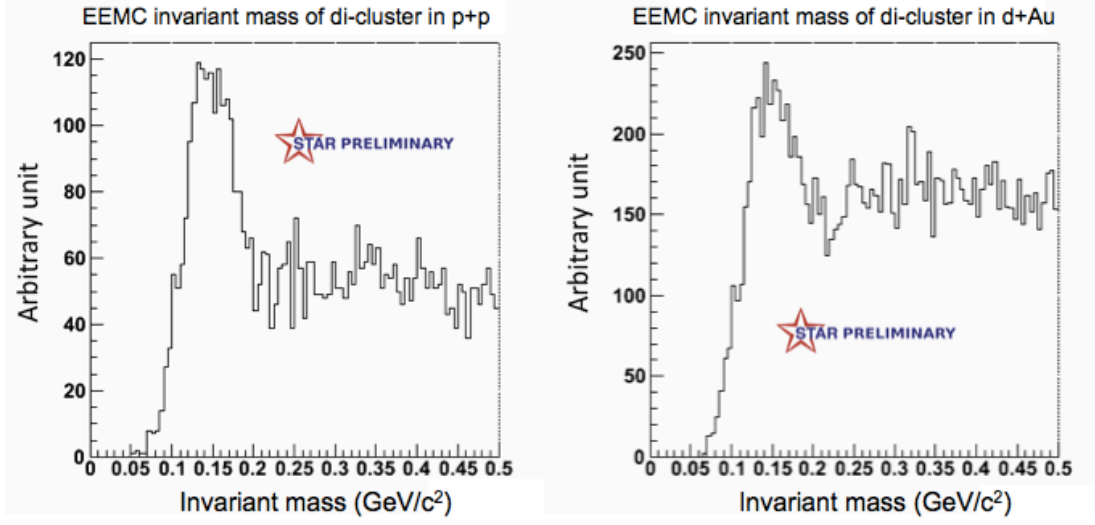 EEMC invariant mass of di-cluster in p+p
120
100
80
60
40
20
0
Arbitrary unit
STAR PRELIMINARY
0 0.05 0.1 0.15 0.2 0.25 0.3 0.35 0.4 0.45 0.5
Invariant mass (GeV/c²)
EEMC invariant mass of di-cluster in d+Au
250
200
150
100
50
0
Arbitrary unit
STAR PRELIMINARY
0 0.05 0.1 0.15 0.2 0.25 0.3 0.35 0.4 0.45 0.5
Invariant mass (GeV/c²)